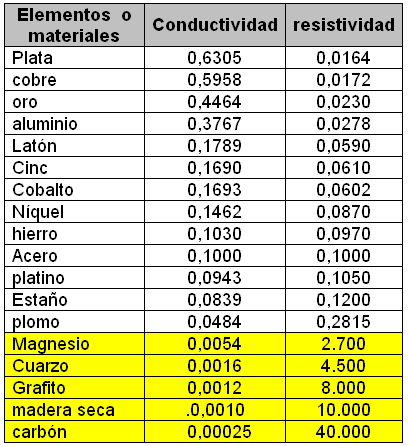 Elementos o materiales Conductividad resistividad
Plata 0,6305 0,0164
cobre 0,5958 0,0172
oro 0,4464 0,0230
aluminio 0,3767 0,0278
Latón 0,1789 0,0590
Cinc 0,1690 0,0610
Cobalto 0,1693 0,0602
Níquel 0,1462 0,0870
hierro 0,1030 0,0970
Acero 0,1000 0,1000
platino 0,0943 0,1050
Estaño 0,0839 0,1200
plomo 0,0484 0,2815
Magnesio 0,0054 2.700
Cuarzo 0,0016 4.500
Grafito 0,0012 8.000
madera seca .0,0010 10.000
carbón 0,00025 40.000